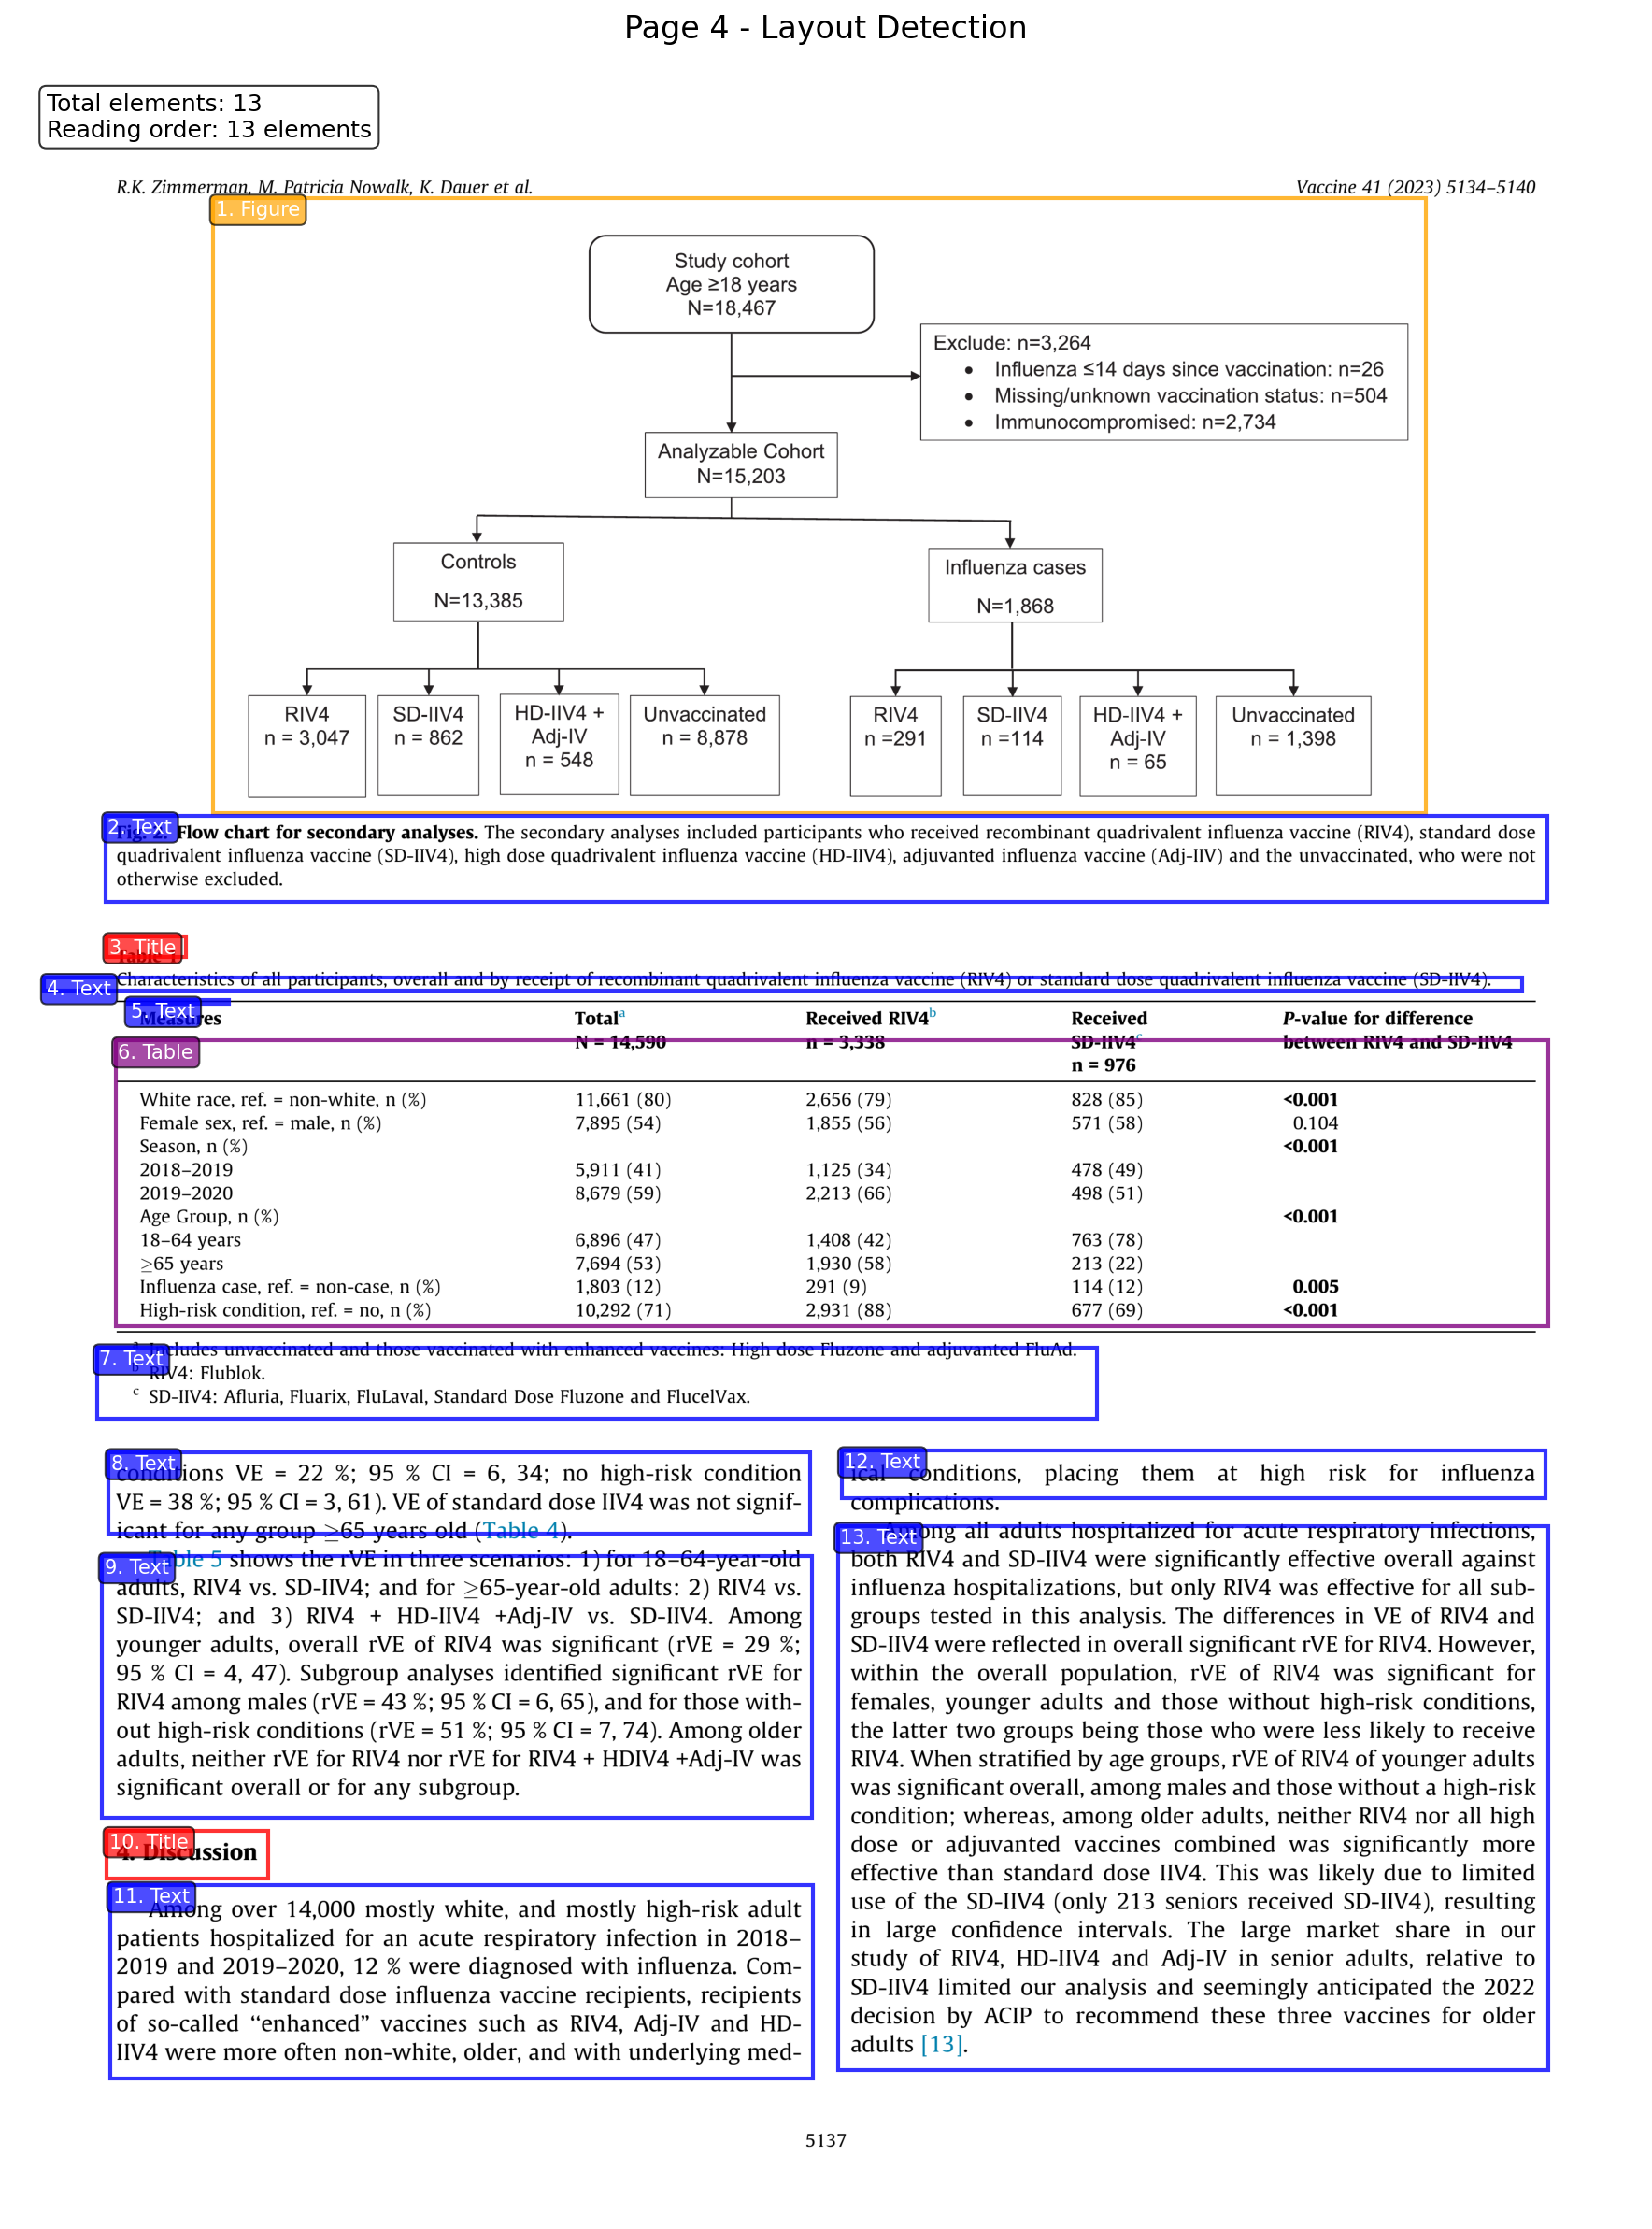 Page 4 - Layout Detection
Total elements: 13
Reading order: 13 elements
R.K. Zimmerman, M. Patricia Nowalk, K. Dauer et al.
Vaccine 41 (2023) 5134–5140
1. Figure
Study cohort
Age ≥18 years
N=18,467
Exclude: n=3,264
• Influenza ≤14 days since vaccination: n=26
• Missing/unknown vaccination status: n=504
• Immunocompromised: n=2,734
Analyzable Cohort
N=15,203
Controls
N=13,385
Influenza cases
N=1,868
RIV4
n = 3,047
SD-IIV4
n = 862
HD-IIV4 +
Adj-IV
n = 548
Unvaccinated
n = 8,878
RIV4
n =291
SD-IIV4
n =114
HD-IIV4 +
Adj-IV
n = 65
Unvaccinated
n = 1,398
2. Text
Fig. 2. Flow chart for secondary analyses. The secondary analyses included participants who received recombinant quadrivalent influenza vaccine (RIV4), standard dose
quadrivalent influenza vaccine (SD-IIV4), high dose quadrivalent influenza vaccine (HD-IIV4), adjuvanted influenza vaccine (Adj-IIV) and the unvaccinated, who were not
otherwise excluded.
3. Title
Table 1
4. Text
Characteristics of all participants, overall and by receipt of recombinant quadrivalent influenza vaccine (RIV4) or standard dose quadrivalent influenza vaccine (SD-IIV4).
5. Text
Measures Total^a Received RIV4^b Received P-value for difference
6. Table
N = 14,590 n = 3,338 SD-IIV4^c between RIV4 and SD-IIV4
n = 976
White race, ref. = non-white, n (%) 11,661 (80) 2,656 (79) 828 (85) <0.001
Female sex, ref. = male, n (%) 7,895 (54) 1,855 (56) 571 (58) 0.104
Season, n (%) <0.001
2018–2019 5,911 (41) 1,125 (34) 478 (49)
2019–2020 8,679 (59) 2,213 (66) 498 (51)
Age Group, n (%) <0.001
18–64 years 6,896 (47) 1,408 (42) 763 (78)
≥65 years 7,694 (53) 1,930 (58) 213 (22)
Influenza case, ref. = non-case, n (%) 1,803 (12) 291 (9) 114 (12) 0.005
High-risk condition, ref. = no, n (%) 10,292 (71) 2,931 (88) 677 (69) <0.001
7. Text
a Includes unvaccinated and those vaccinated with enhanced vaccines: High dose Fluzone and adjuvanted FluAd.
b RIV4: Flublok.
c SD-IIV4: Afluria, Fluarix, FluLaval, Standard Dose Fluzone and FlucelVax.
8. Text
conditions VE = 22 %; 95 % CI = 6, 34; no high-risk condition
VE = 38 %; 95 % CI = 3, 61). VE of standard dose IIV4 was not signif-
icant for any group ≥65 years old (Table 4).
9. Text
Table 5 shows the rVE in three scenarios: 1) for 18–64-year-old
adults, RIV4 vs. SD-IIV4; and for ≥65-year-old adults: 2) RIV4 vs.
SD-IIV4; and 3) RIV4 + HD-IIV4 +Adj-IV vs. SD-IIV4. Among
younger adults, overall rVE of RIV4 was significant (rVE = 29 %;
95 % CI = 4, 47). Subgroup analyses identified significant rVE for
RIV4 among males (rVE = 43 %; 95 % CI = 6, 65), and for those with-
out high-risk conditions (rVE = 51 %; 95 % CI = 7, 74). Among older
adults, neither rVE for RIV4 nor rVE for RIV4 + HDIV4 +Adj-IV was
significant overall or for any subgroup.
10. Title
4. Discussion
11. Text
Among over 14,000 mostly white, and mostly high-risk adult
patients hospitalized for an acute respiratory infection in 2018–
2019 and 2019–2020, 12 % were diagnosed with influenza. Com-
pared with standard dose influenza vaccine recipients, recipients
of so-called “enhanced” vaccines such as RIV4, Adj-IV and HD-
IIV4 were more often non-white, older, and with underlying med-
12. Text
ical conditions, placing them at high risk for influenza
complications.
13. Text
Among all adults hospitalized for acute respiratory infections,
both RIV4 and SD-IIV4 were significantly effective overall against
influenza hospitalizations, but only RIV4 was effective for all sub-
groups tested in this analysis. The differences in VE of RIV4 and
SD-IIV4 were reflected in overall significant rVE for RIV4. However,
within the overall population, rVE of RIV4 was significant for
females, younger adults and those without high-risk conditions,
the latter two groups being those who were less likely to receive
RIV4. When stratified by age groups, rVE of RIV4 of younger adults
was significant overall, among males and those without a high-risk
condition; whereas, among older adults, neither RIV4 nor all high
dose or adjuvanted vaccines combined was significantly more
effective than standard dose IIV4. This was likely due to limited
use of the SD-IIV4 (only 213 seniors received SD-IIV4), resulting
in large confidence intervals. The large market share in our
study of RIV4, HD-IIV4 and Adj-IV in senior adults, relative to
SD-IIV4 limited our analysis and seemingly anticipated the 2022
decision by ACIP to recommend these three vaccines for older
adults [13].
5137